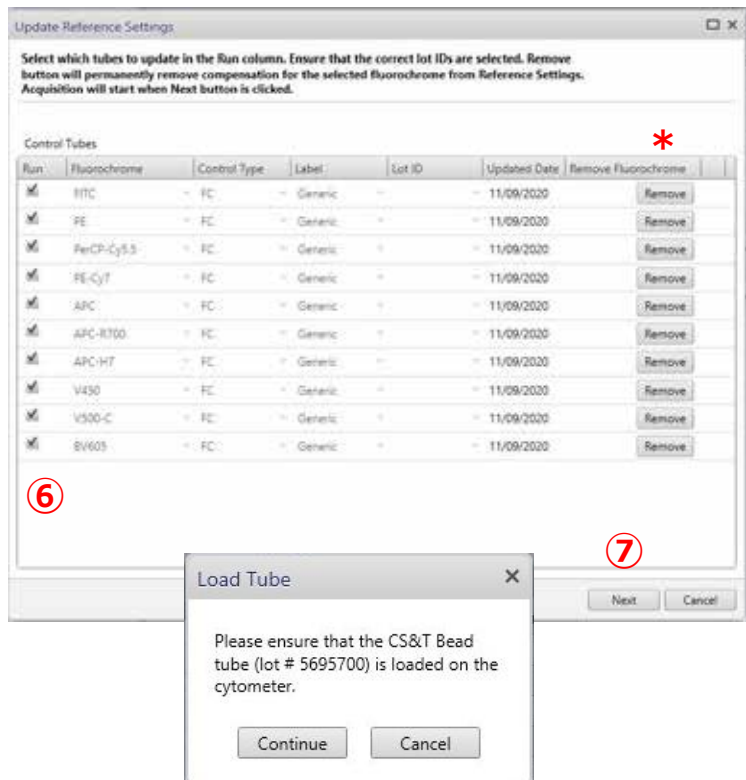 Update Reference Settings
Select which tubes to update in the Run column. Ensure that the correct lot IDs are selected. Remove
button will permanently remove compensation for the selected fluorochrome from Reference Settings.
Acquisition will start when Next button is clicked.
*
Control Tubes
Run Fluorochrome Control Type Label Lot ID Updated Date Remove Fluorochrome
FITC FC Generic 11/09/2020 Remove
PE FC Generic 11/09/2020 Remove
PerCP-Cy5.5 FC Generic 11/09/2020 Remove
PE-Cy7 FC Generic 11/09/2020 Remove
APC FC Generic 11/09/2020 Remove
APC-R700 FC Generic 11/09/2020 Remove
APC-H7 FC Generic 11/09/2020 Remove
V450 FC Generic 11/09/2020 Remove
V500-C FC Generic 11/09/2020 Remove
BV605 FC Generic 11/09/2020 Remove
⑥
⑦
Next Cancel
Load Tube
Please ensure that the CS&T Bead
tube (lot # 5695700) is loaded on the
cytometer.
Continue Cancel